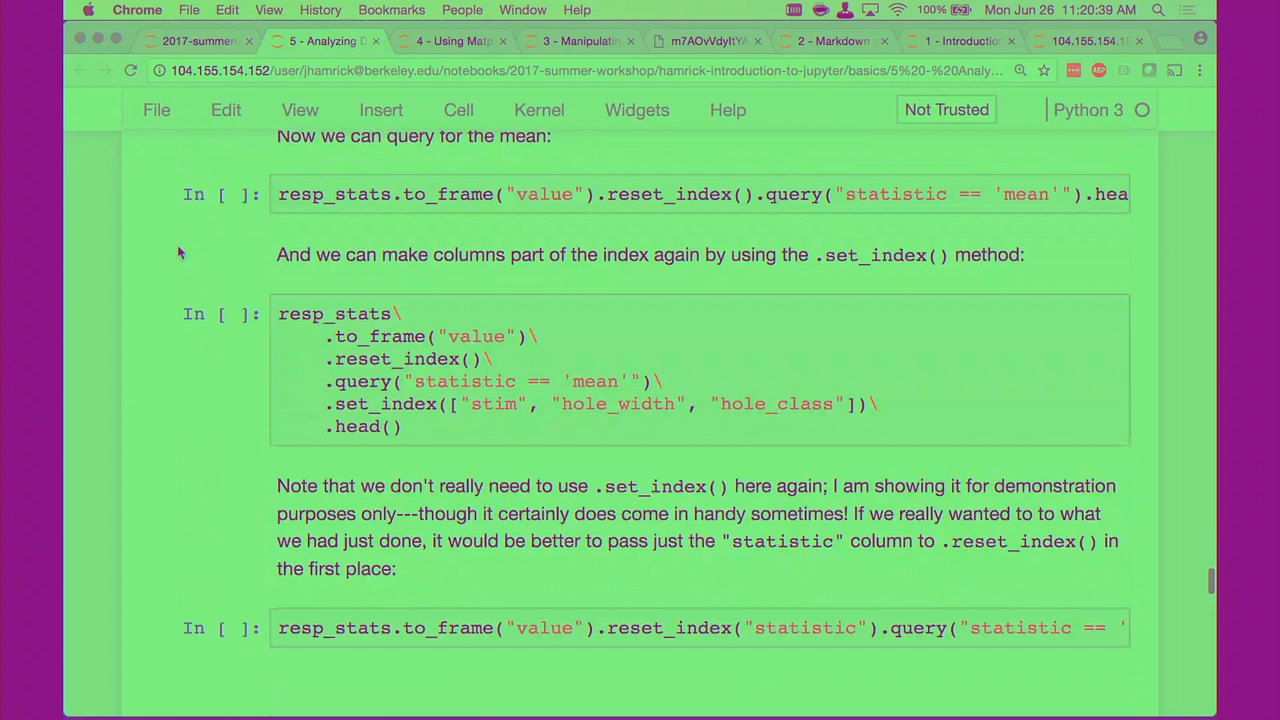 Chrome File Edit View History Bookmarks People Window Help 100% Mon Jun 26 11:20:39 AM
2017-summer- 5 - Analyzing D 4 - Using Matp 3 - Manipulating m7AOvVdyItYA 2 - Markdown 1 - Introduction 104.155.154.15
104.155.154.152/user/jhamrick@berkeley.edu/notebooks/2017-summer-workshop/hamrick-introduction-to-jupyter/basics/5%20-%20Analy... ABP
File Edit View Insert Cell Kernel Widgets Help Not Trusted Python 3
Now we can query for the mean:
In [ ]: resp_stats.to_frame("value").reset_index().query("statistic == 'mean'").hea
And we can make columns part of the index again by using the .set_index() method:
In [ ]: resp_stats\
.to_frame("value")\
.reset_index()\
.query("statistic == 'mean'")\
.set_index(["stim", "hole_width", "hole_class"])\
.head()
Note that we don't really need to use .set_index() here again; I am showing it for demonstration
purposes only---though it certainly does come in handy sometimes! If we really wanted to to what
we had just done, it would be better to pass just the "statistic" column to .reset_index() in
the first place:
In [ ]: resp_stats.to_frame("value").reset_index("statistic").query("statistic == '